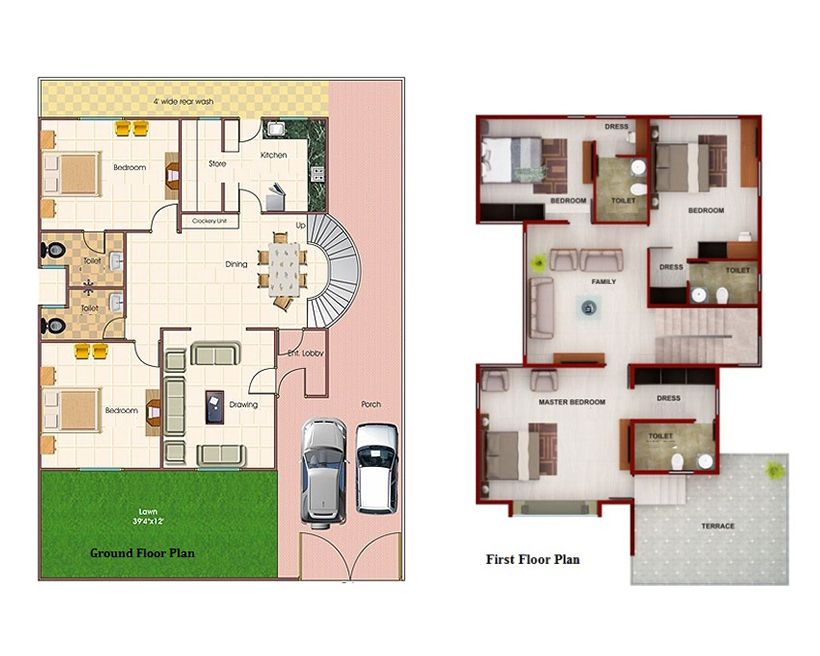 4' wide rear wash
Bedroom
Store
Kitchen
Crockery Unit
Up
Toilet
Dining
Toilet
Ent. Lobby
Bedroom
Drawing
Porch
Lawn
39'4"x12'
Ground Floor Plan
DRESS
BEDROOM
TOILET
BEDROOM
FAMILY
DRESS
TOILET
MASTER BEDROOM
DRESS
TOILET
TERRACE
First Floor Plan